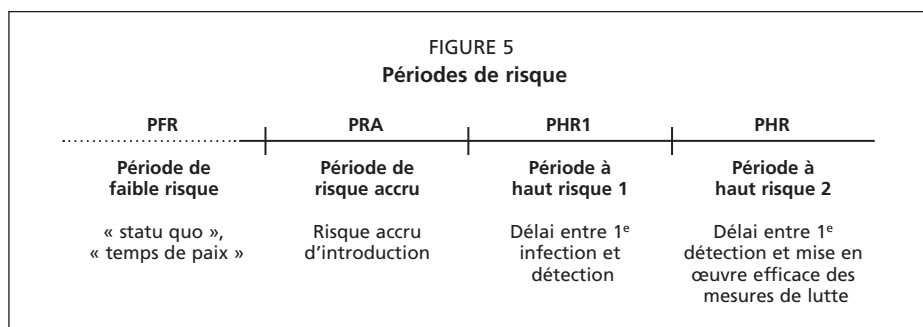 FIGURE 5
Périodes de risque
PFR PRA PHR1 PHR
Période de faible risque
Période de risque accru
Période à haut risque 1
Période à haut risque 2
« statu quo »,
« temps de paix »
Risque accru
d'introduction
Délai entre 1e
infection et
détection
Délai entre 1e
détection et mise en
œuvre efficace des
mesures de lutte